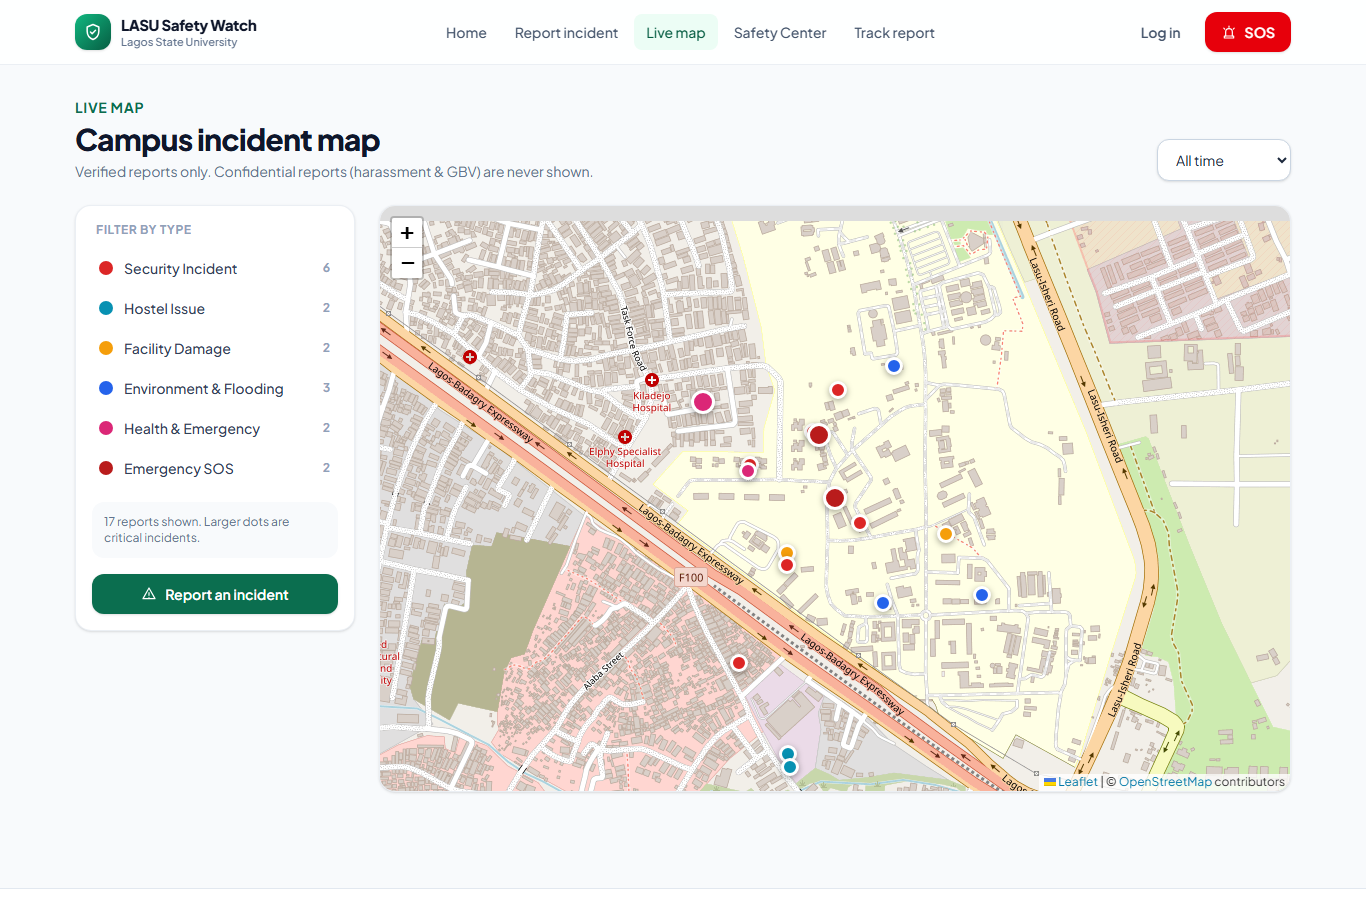 LASU Safety Watch
Lagos State University
Home
Report incident
Live map
Safety Center
Track report
Log in
SOS
LIVE MAP
Campus incident map
Verified reports only. Confidential reports (harassment & GBV) are never shown.
All time
FILTER BY TYPE
Security Incident 6
Hostel Issue 2
Facility Damage 2
Environment & Flooding 3
Health & Emergency 2
Emergency SOS 2
17 reports shown. Larger dots are
critical incidents.
Report an incident
+
−
Task Force Road
Lasu-Isheri Road
Lagos-Badagry Expressway
Kiladejo
Hospital
Lasu-Isheri Road
Elphy Specialist
Hospital
Lagos-Badagry Expressway
F100
Lagos-Badagry Expressway
Alaba Street
Lasu-Isheri Road
d
ural
nd
ity
Lagos
Leaflet | © OpenStreetMap contributors